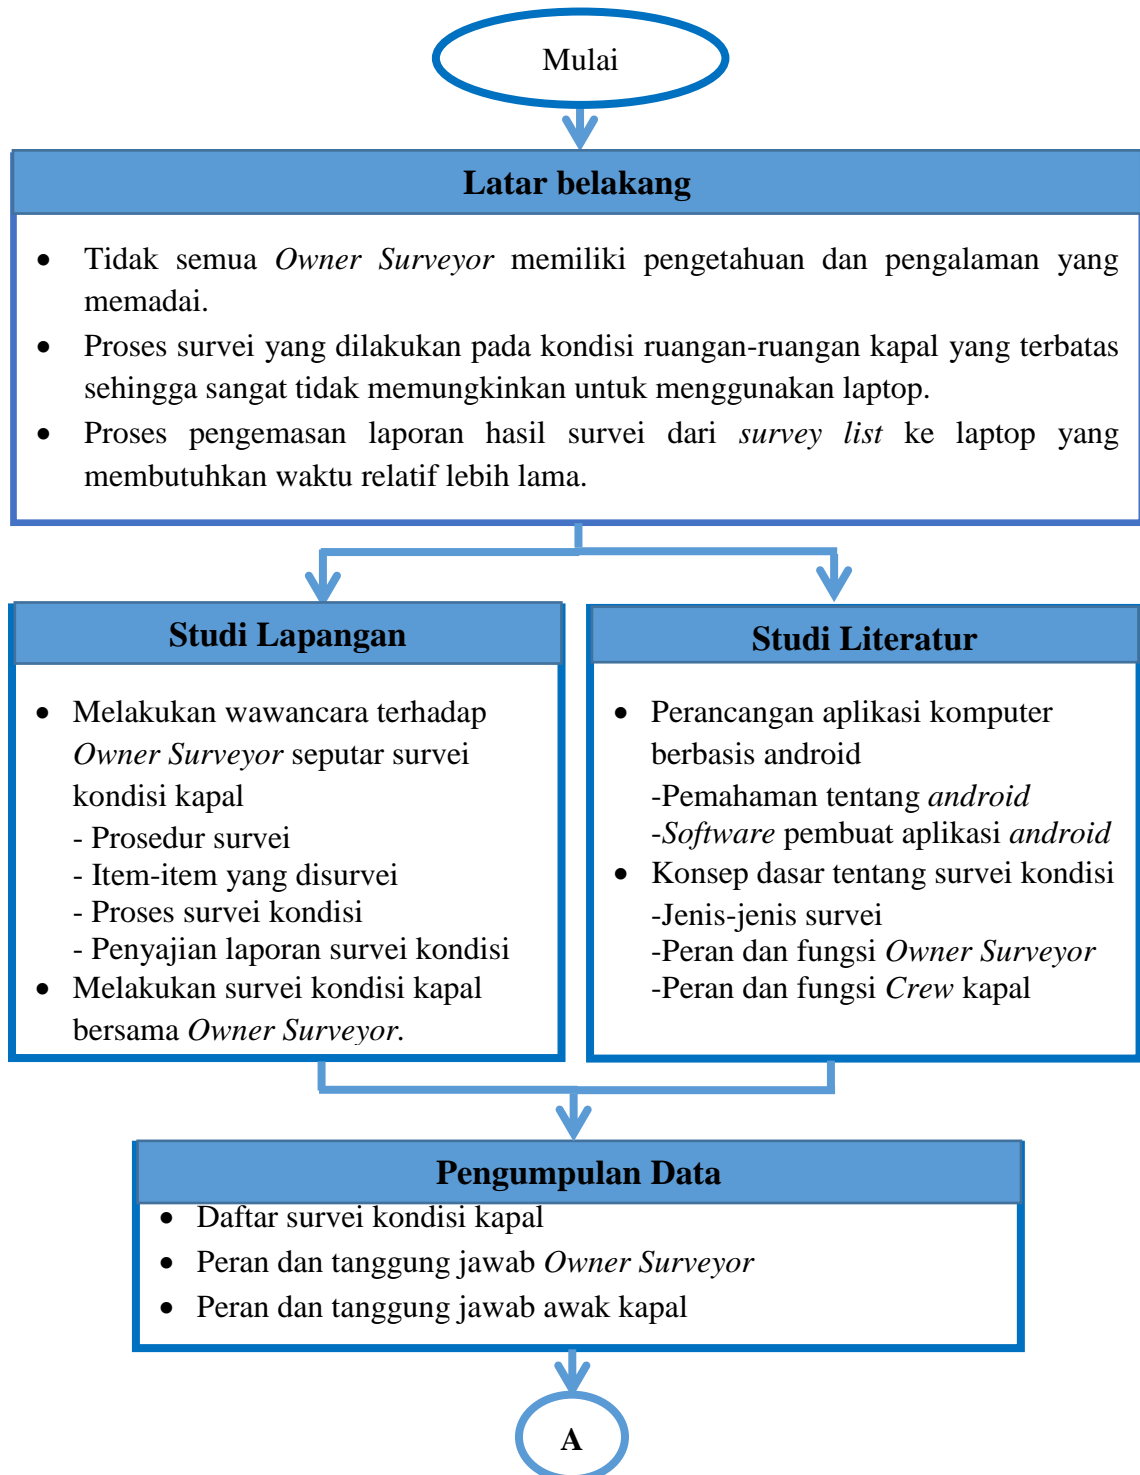 Mulai
Latar belakang
• Tidak semua Owner Surveyor memiliki pengetahuan dan pengalaman yang
memadai.
• Proses survei yang dilakukan pada kondisi ruangan-ruangan kapal yang terbatas
sehingga sangat tidak memungkinkan untuk menggunakan laptop.
• Proses pengemasan laporan hasil survei dari survey list ke laptop yang
membutuhkan waktu relatif lebih lama.
Studi Lapangan
• Melakukan wawancara terhadap
Owner Surveyor seputar survei
kondisi kapal
- Prosedur survei
- Item-item yang disurvei
- Proses survei kondisi
- Penyajian laporan survei kondisi
• Melakukan survei kondisi kapal
bersama Owner Surveyor.
Studi Literatur
• Perancangan aplikasi komputer
berbasis android
-Pemahaman tentang android
-Software pembuat aplikasi android
• Konsep dasar tentang survei kondisi
-Jenis-jenis survei
-Peran dan fungsi Owner Surveyor
-Peran dan fungsi Crew kapal
Pengumpulan Data
• Daftar survei kondisi kapal
• Peran dan tanggung jawab Owner Surveyor
• Peran dan tanggung jawab awak kapal
A